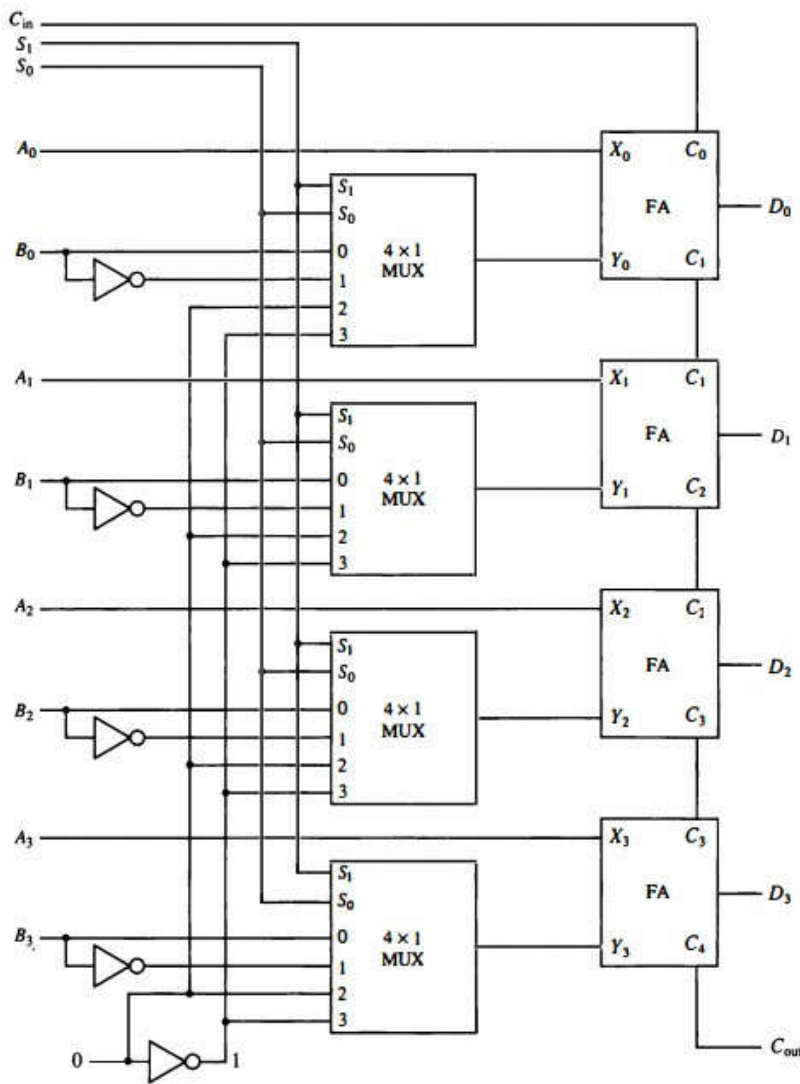 Cin
S1
S0
A0
X0 C0
S1
FA
D0
S0
B0
0
4 × 1
MUX
Y0 C1
1
2
3
A1
X1 C1
S1
FA
D1
S0
B1
0
4 × 1
MUX
Y1 C2
1
2
3
A2
X2 C2
S1
FA
D2
S0
B2
0
4 × 1
MUX
Y2 C3
1
2
3
A3
X3 C3
S1
FA
D3
S0
B3
0
4 × 1
MUX
Y3 C4
1
2
3
0
1
Cout